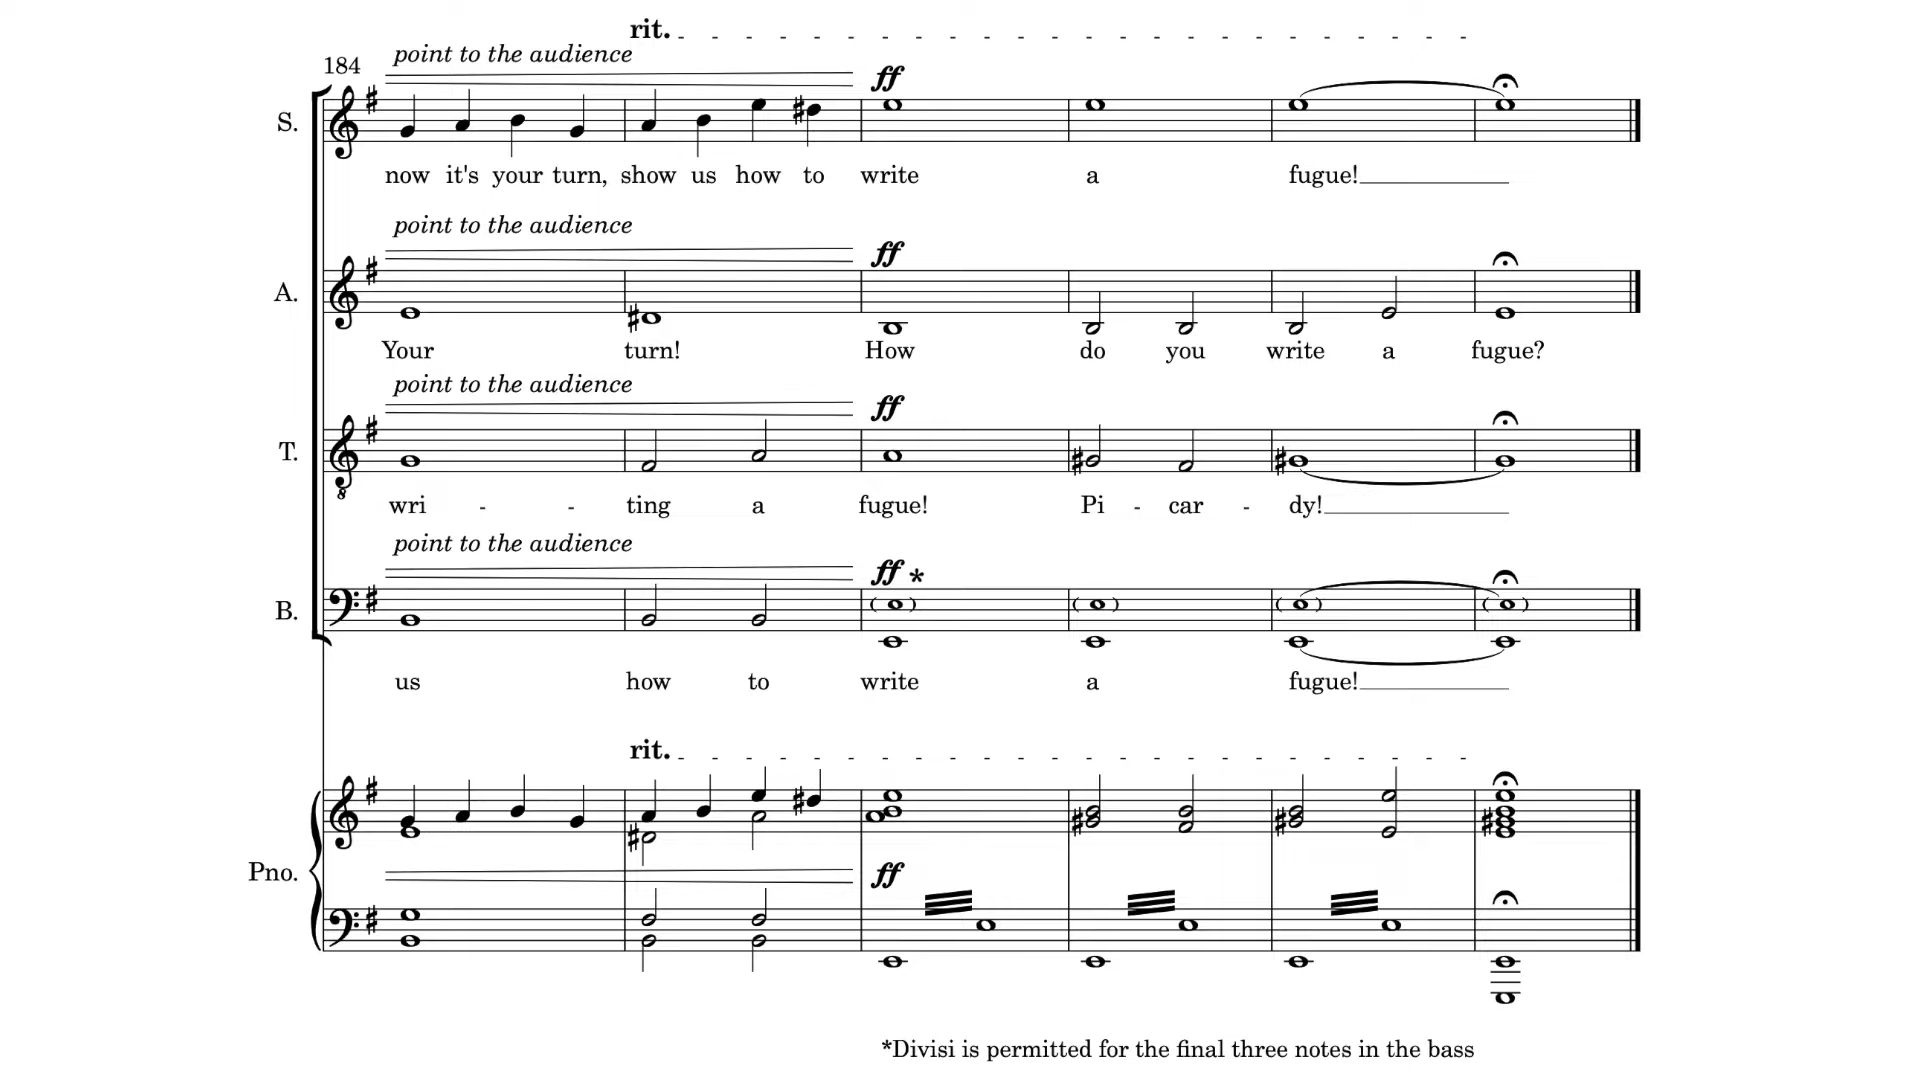 rit.
point to the audience
184
ff
S.
now it's your turn, show us how to write a fugue!
point to the audience
ff
A.
Your turn! How do you write a fugue?
point to the audience
ff
T.
wri - - ting a fugue! Pi - car - dy!
point to the audience
ff *
B.
us how to write a fugue!
rit.
Pno.
ff
*Divisi is permitted for the final three notes in the bass